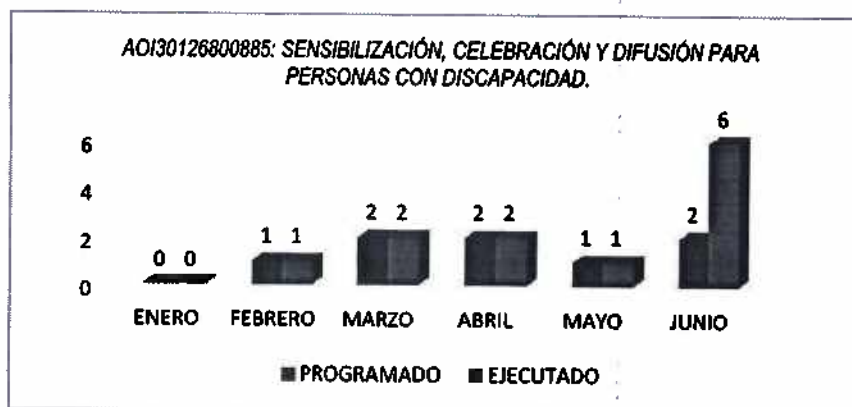 AOI30126800885: SENSIBILIZACIÓN, CELEBRACIÓN Y DIFUSIÓN PARA
PERSONAS CON DISCAPACIDAD.
6
6
4
2 2
2 2
2
2
1 1
1 1
0 0
0
ENERO FEBRERO MARZO ABRIL MAYO JUNIO
PROGRAMADO EJECUTADO